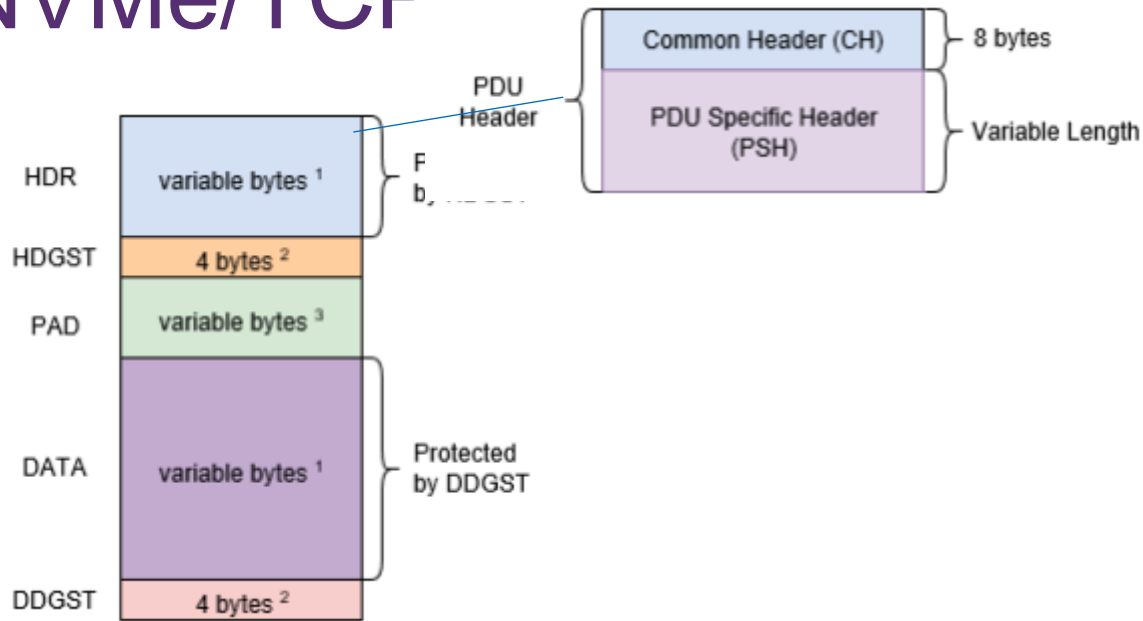 NVMe/TCP
Common Header (CH)
8 bytes
PDU
Header
PDU Specific Header
(PSH)
Variable Length
HDR
variable bytes 1
HDGST
4 bytes 2
PAD
variable bytes 3
DATA
variable bytes 1
Protected
by DDGST
DDGST
4 bytes 2